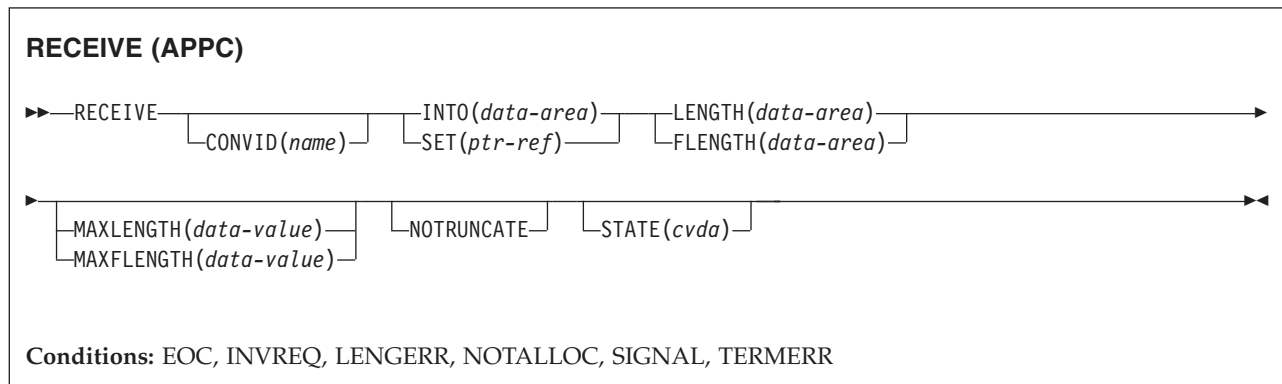 RECEIVE (APPC)
RECEIVE INTO(data-area) LENGTH(data-area)
CONVID(name) SET(ptr-ref) FLENGTH(data-area)
MAXLENGTH(data-value) NOTRUNCATE STATE(cvda)
MAXFLENGTH(data-value)
Conditions: EOC, INVREQ, LENGERR, NOTALLOC, SIGNAL, TERMERR